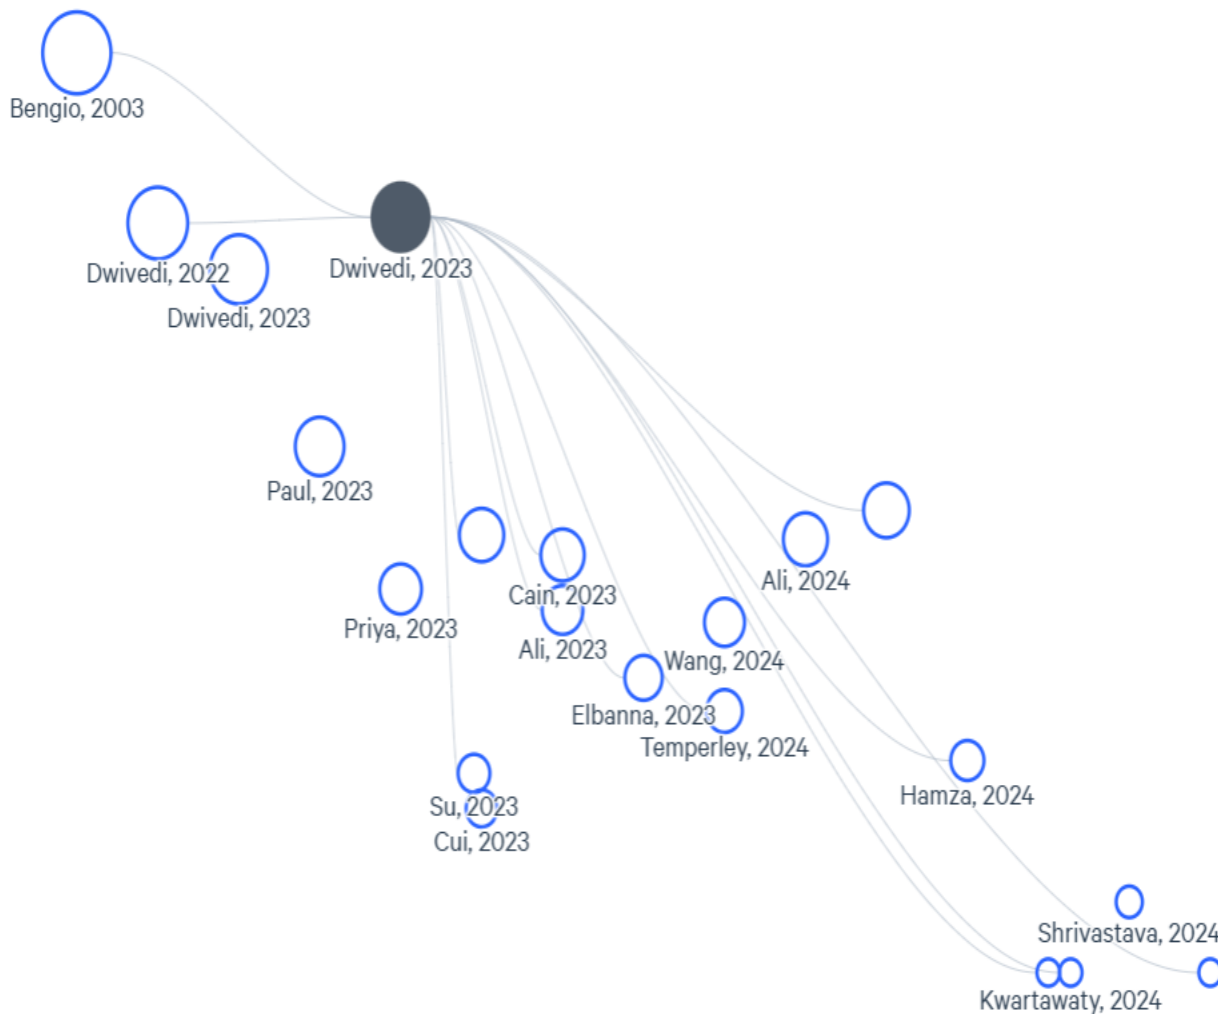 Bengio, 2003
Dwivedi, 2022
Dwivedi, 2023
Dwivedi, 2023
Paul, 2023
Ali, 2024
Cain, 2023
Priya, 2023
Ali, 2023
Wang, 2024
Elbanna, 2023
Temperley, 2024
Hamza, 2024
Su, 2023
Cui, 2023
Shrivastava, 2024
Kwartawaty, 2024